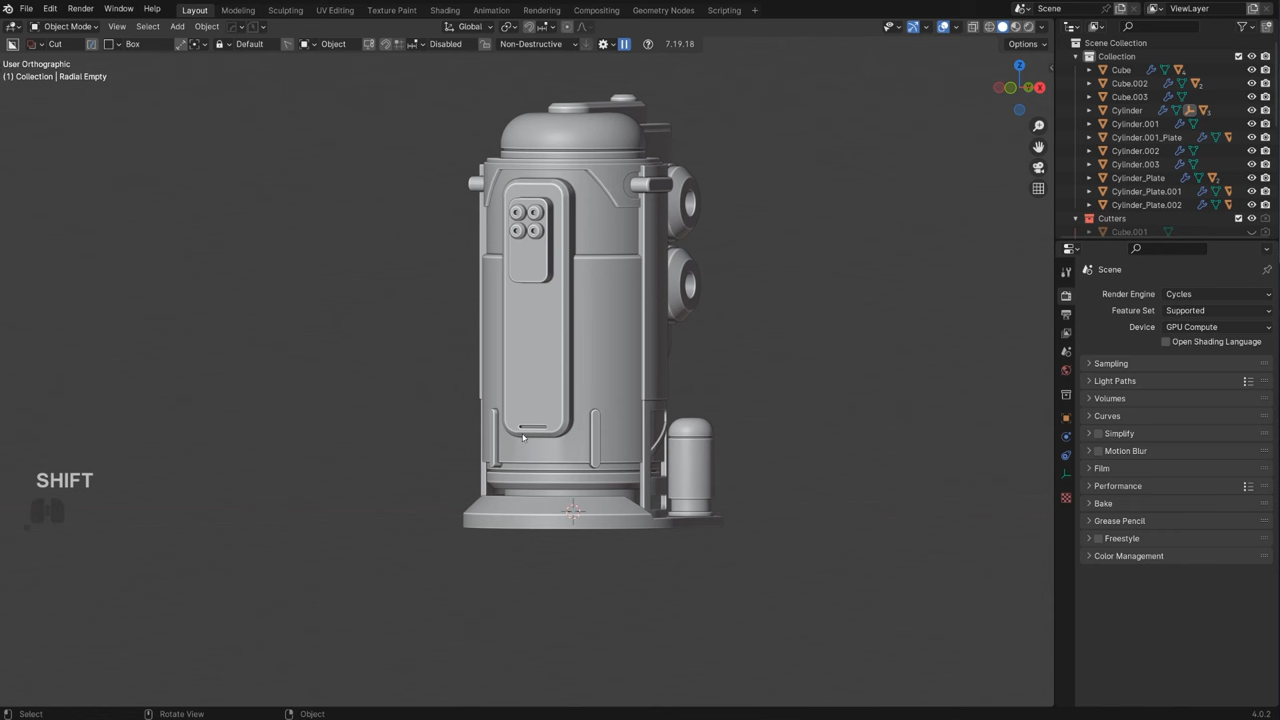 File Edit Render Window Help Layout Modeling Sculpting UV Editing Texture Paint Shading Animation Rendering Compositing Geometry Nodes Scripting + Scene ViewLayer
Object Mode View Select Add Object Global
Cut Box Default Object Disabled Non-Destructive 7.19.18 Options
User Orthographic
(1) Collection | Radial Empty
Z
Y X
SHIFT
Scene Collection
Collection
Cube 4
Cube.002 2
Cube.003
Cylinder 3
Cylinder.001
Cylinder.001_Plate
Cylinder.002
Cylinder.003
Cylinder_Plate 2
Cylinder_Plate.001
Cylinder_Plate.002
Cutters
Cube.001
Scene
Render Engine Cycles
Feature Set Supported
Device GPU Compute
Open Shading Language
Sampling
Light Paths
Volumes
Curves
Simplify
Motion Blur
Film
Performance
Bake
Grease Pencil
Freestyle
Color Management
Select Rotate View Object 4.0.2